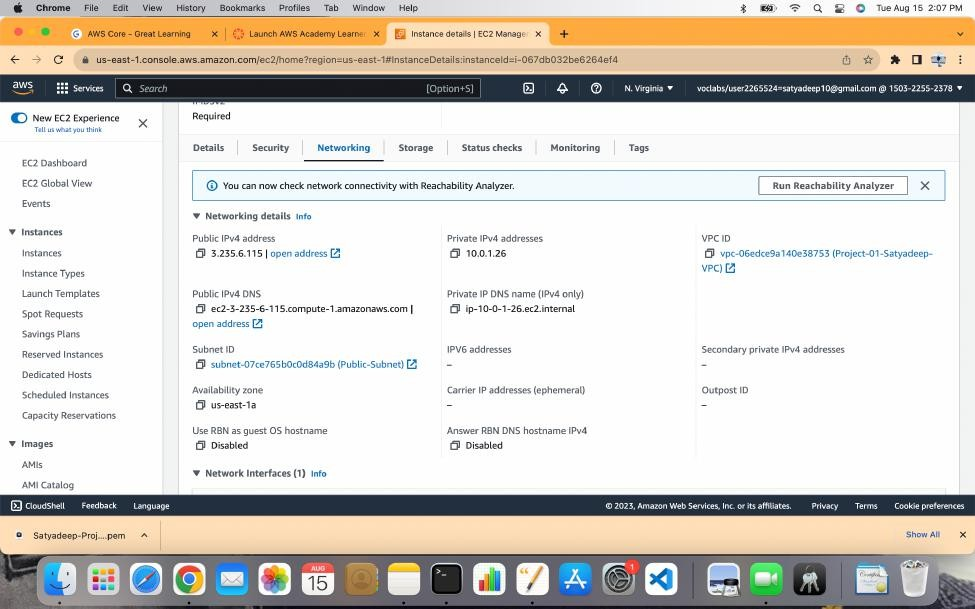 Chrome File Edit View History Bookmarks Profiles Tab Window Help Tue Aug 15 2:07 PM
AWS Core – Great Learning Launch AWS Academy Learner Instance details | EC2 Manage
us-east-1.console.aws.amazon.com/ec2/home?region=us-east-1#InstanceDetails:instanceId=i-067db032be6264ef4
aws Services Search [Option+S] N. Virginia voclabs/user2265524=satyadeep10@gmail.com @ 1503-2255-2378
New EC2 Experience
Tell us what you think
Required
Details Security Networking Storage Status checks Monitoring Tags
You can now check network connectivity with Reachability Analyzer. Run Reachability Analyzer
EC2 Dashboard
EC2 Global View
Events
Instances
Instances
Instance Types
Launch Templates
Spot Requests
Savings Plans
Reserved Instances
Dedicated Hosts
Scheduled Instances
Capacity Reservations
Images
AMIs
AMI Catalog
Networking details Info
Public IPv4 address
3.235.6.115 | open address
Private IPv4 addresses
10.0.1.26
VPC ID
vpc-06edce9a140e38753 (Project-01-Satyadeep-
VPC)
Public IPv4 DNS
ec2-3-235-6-115.compute-1.amazonaws.com |
open address
Private IP DNS name (IPv4 only)
ip-10-0-1-26.ec2.internal
Subnet ID
subnet-07ce765b0c0d84a9b (Public-Subnet)
IPV6 addresses
–
Secondary private IPv4 addresses
–
Availability zone
us-east-1a
Carrier IP addresses (ephemeral)
–
Outpost ID
–
Use RBN as guest OS hostname
Disabled
Answer RBN DNS hostname IPv4
Disabled
Network Interfaces (1) Info
CloudShell Feedback Language © 2023, Amazon Web Services, Inc. or its affiliates. Privacy Terms Cookie preferences
Satyadeep-Proj....pem Show All
AUG
15
1